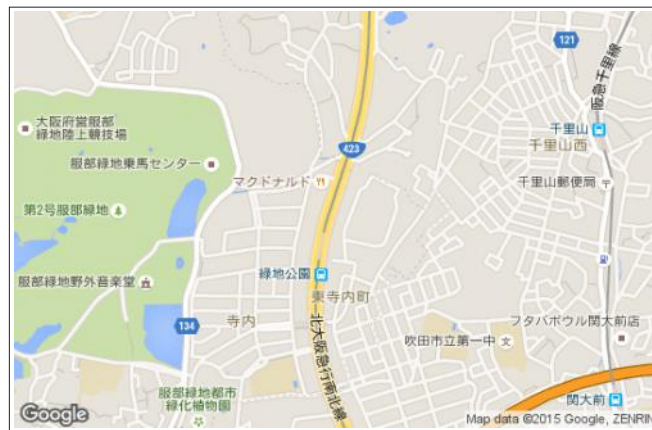 121
阪急千里線
大阪府営服部
緑地陸上競技場
千里山
千里山西
423
服部緑地乗馬センター
マクドナルド
千里山郵便局
第2号服部緑地
緑地公園
服部緑地野外音楽堂
東寺内町
134
寺内
フタバボウル関大前店
北大阪急行南北線
吹田市立第一中
服部緑地都市
緑化植物園
関大前
Google
Map data ©2015 Google, ZENRIN